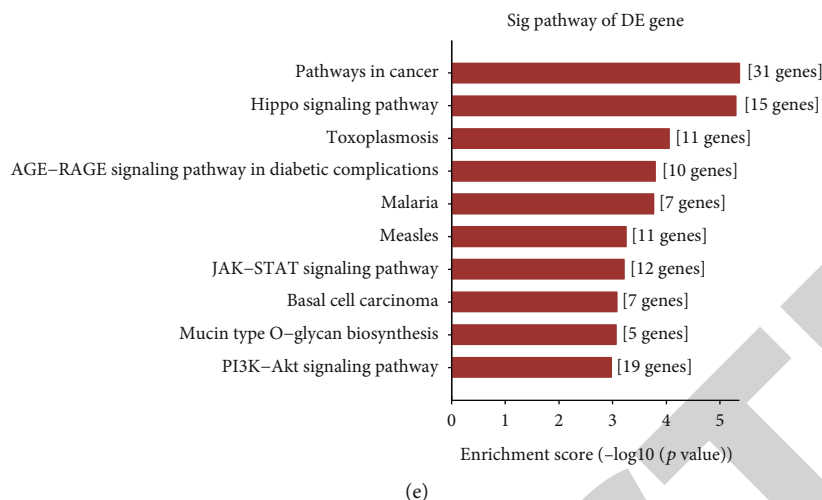 Sig pathway of DE gene
Pathways in cancer [31 genes]
Hippo signaling pathway [15 genes]
Toxoplasmosis [11 genes]
AGE−RAGE signaling pathway in diabetic complications [10 genes]
Malaria [7 genes]
Measles [11 genes]
JAK−STAT signaling pathway [12 genes]
Basal cell carcinoma [7 genes]
Mucin type O−glycan biosynthesis [5 genes]
PI3K−Akt signaling pathway [19 genes]
0 1 2 3 4 5
Enrichment score (−log10 (p value))
(e)